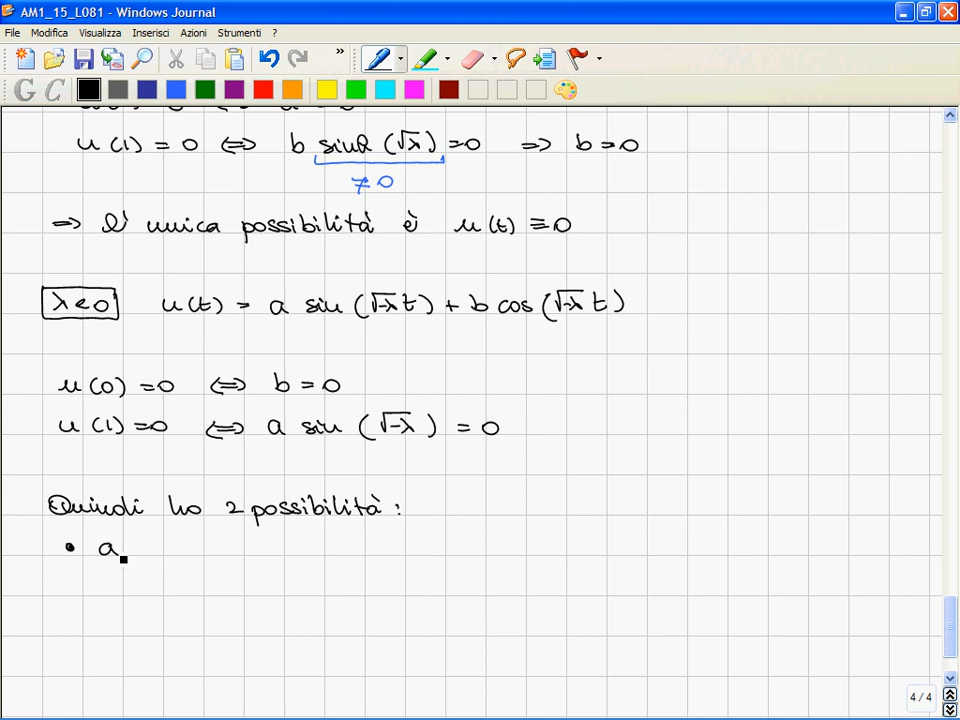 AM1_15_L081 - Windows Journal
File Modifica Visualizza Inserisci Azioni Strumenti ?
u(1) = 0 ⇔ b sinh(√λ) = 0 ⇒ b = 0
≠ 0
⇒ l'unica possibilità è u(t) ≡ 0
λ < 0 u(t) = a sin(√-λ t) + b cos(√-λ t)
u(0) = 0 ⇔ b = 0
u(1) = 0 ⇔ a sin(√-λ) = 0
Quindi ho 2 possibilità:
• a
4 / 4